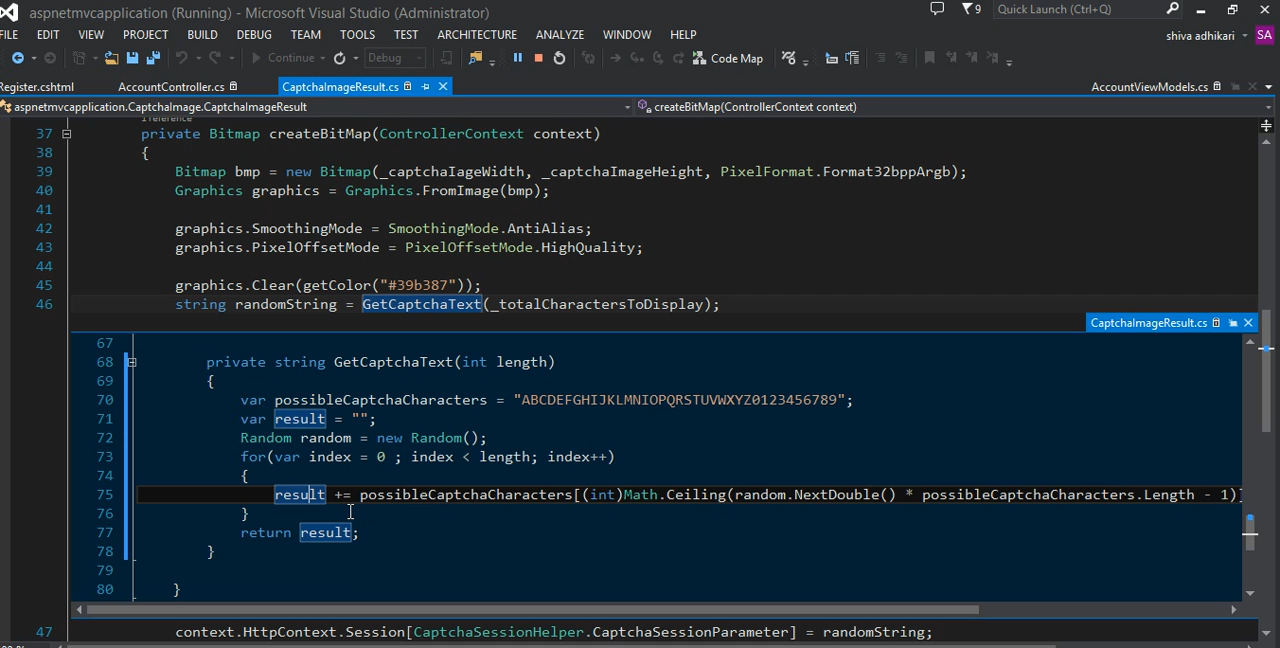 aspnetmvcapplication (Running) - Microsoft Visual Studio (Administrator)
9
Quick Launch (Ctrl+Q)
FILE EDIT VIEW PROJECT BUILD DEBUG TEAM TOOLS TEST ARCHITECTURE ANALYZE WINDOW HELP
shiva adhikari
SA
Continue
Debug
Code Map
Register.cshtml AccountController.cs CaptchaImageResult.cs AccountViewModels.cs
aspnetmvcapplication.CaptchaImage.CaptchaImageResult createBitMap(ControllerContext context)
1 reference
37 private Bitmap createBitMap(ControllerContext context)
38 {
39 Bitmap bmp = new Bitmap(_captchaIageWidth, _captchaImageHeight, PixelFormat.Format32bppArgb);
40 Graphics graphics = Graphics.FromImage(bmp);
41
42 graphics.SmoothingMode = SmoothingMode.AntiAlias;
43 graphics.PixelOffsetMode = PixelOffsetMode.HighQuality;
44
45 graphics.Clear(getColor("#39b387"));
46 string randomString = GetCaptchaText(_totalCharactersToDisplay);
CaptchaImageResult.cs
67
68 private string GetCaptchaText(int length)
69 {
70 var possibleCaptchaCharacters = "ABCDEFGHIJKLMNIOPQRSTUVWXYZ0123456789";
71 var result = "";
72 Random random = new Random();
73 for(var index = 0 ; index < length; index++)
74 {
75 result += possibleCaptchaCharacters[(int)Math.Ceiling(random.NextDouble() * possibleCaptchaCharacters.Length - 1)]
76 }
77 return result;
78 }
79
80 }
47 context.HttpContext.Session[CaptchaSessionHelper.CaptchaSessionParameter] = randomString;